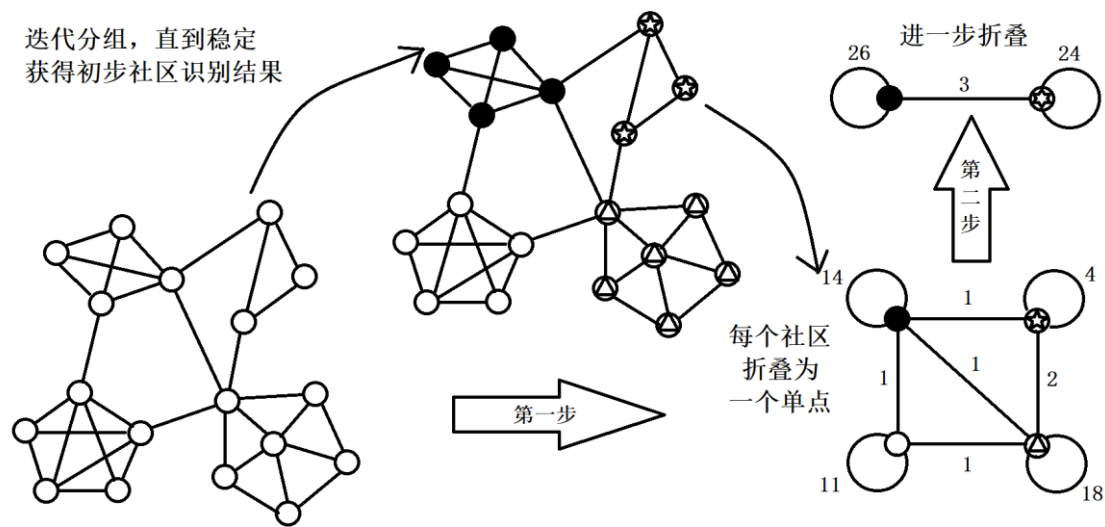 迭代分组，直到稳定
获得初步社区识别结果
进一步折叠
26
24
3
第二步
14
4
1
每个社区
折叠为
一个单点
1
1
2
第一步
1
11
18